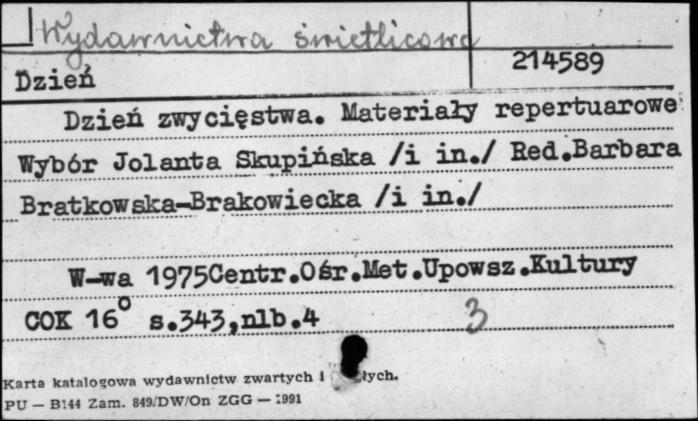 Wydawnictwa świetlicowe
Dzień
214589
Dzień zwycięstwa. Materiały repertuarowe
Wybór Jolanta Skupińska /i in./ Red.Barbara
Bratkowska-Brakowiecka /i in./
W-wa 1975Centr.Ośr.Met.Upowsz.Kultury
COK 16° s.343,nlb.4
3
Karta katalogowa wydawnictw zwartych i
PU — B144 Zam. 849/DW/On ZGG — 1991